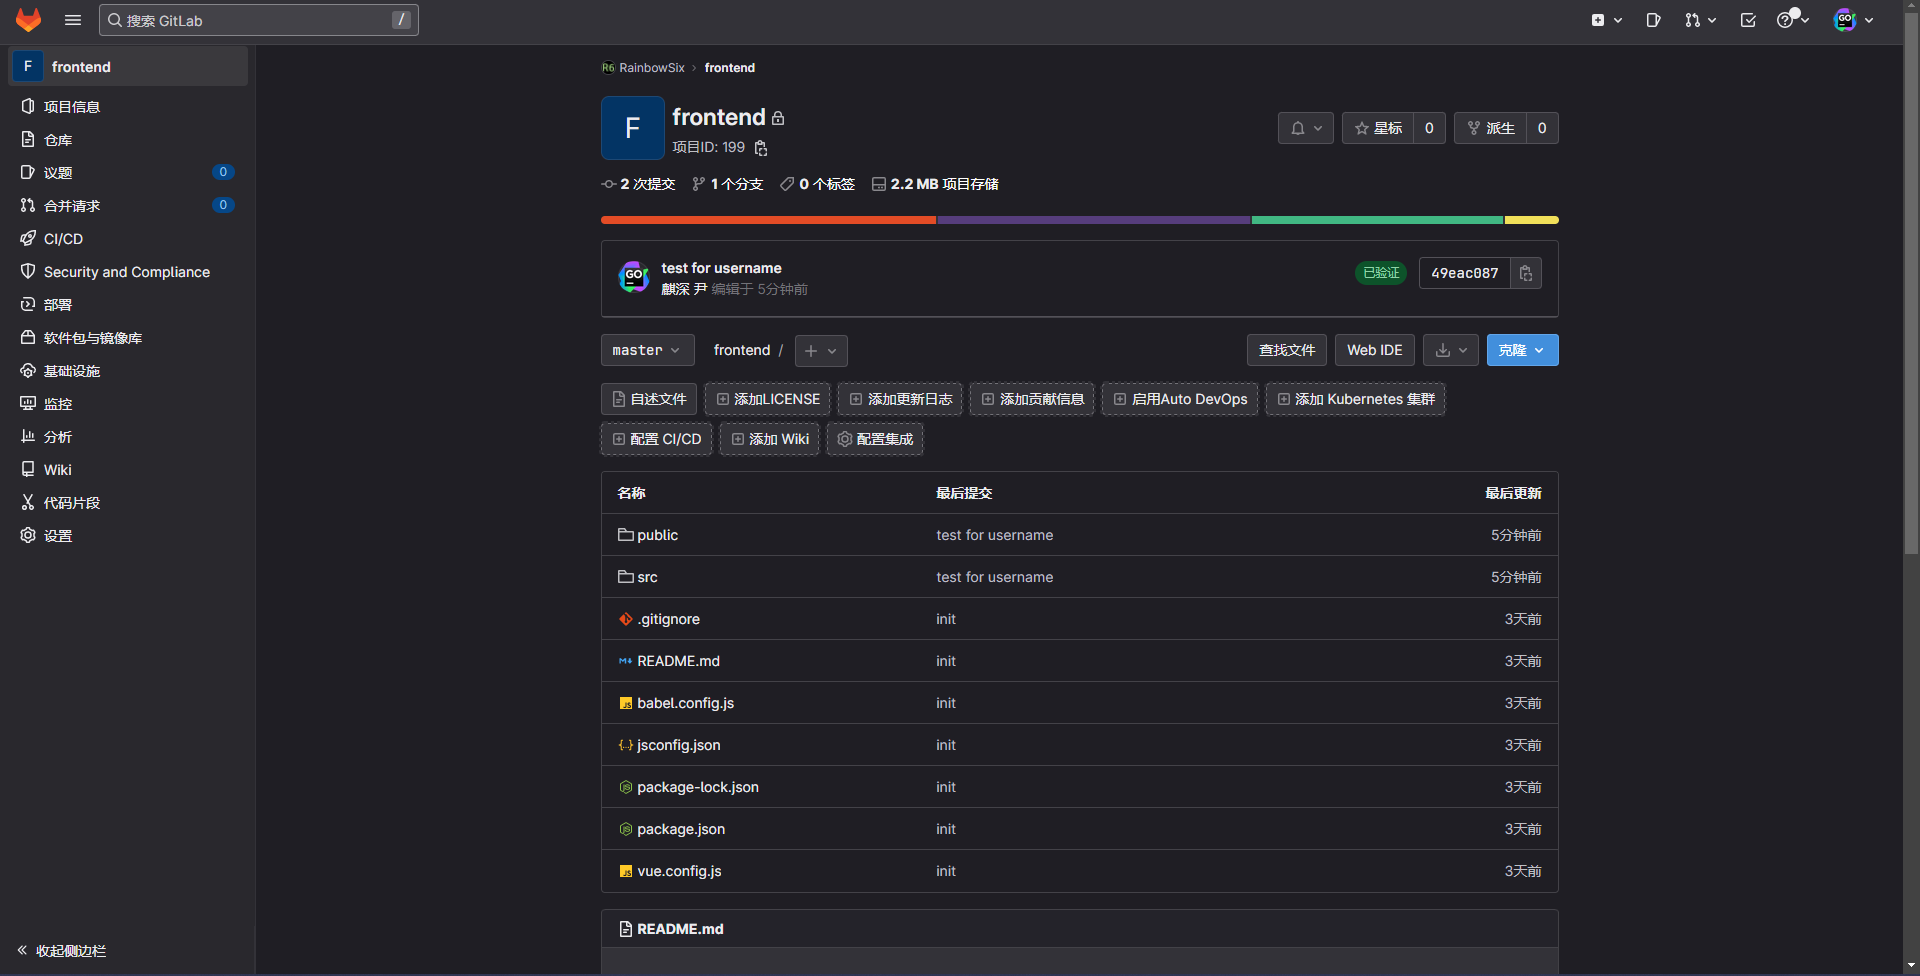 搜索 GitLab /
F frontend
项目信息
仓库
议题 0
合并请求 0
CI/CD
Security and Compliance
部署
软件包与镜像库
基础设施
监控
分析
Wiki
代码片段
设置
收起侧边栏
R6 RainbowSix › frontend
F
frontend
项目ID: 199
星标 0
派生 0
2 次提交 1 个分支 0 个标签 2.2 MB 项目存储
GO
test for username
麒深 尹 编辑于 5分钟前
已验证 49eac087
master frontend / +
查找文件 Web IDE 克隆
自述文件 添加LICENSE 添加更新日志 添加贡献信息 启用Auto DevOps 添加 Kubernetes 集群
配置 CI/CD 添加 Wiki 配置集成
名称 最后提交 最后更新
public test for username 5分钟前
src test for username 5分钟前
.gitignore init 3天前
README.md init 3天前
babel.config.js init 3天前
jsconfig.json init 3天前
package-lock.json init 3天前
package.json init 3天前
vue.config.js init 3天前
README.md